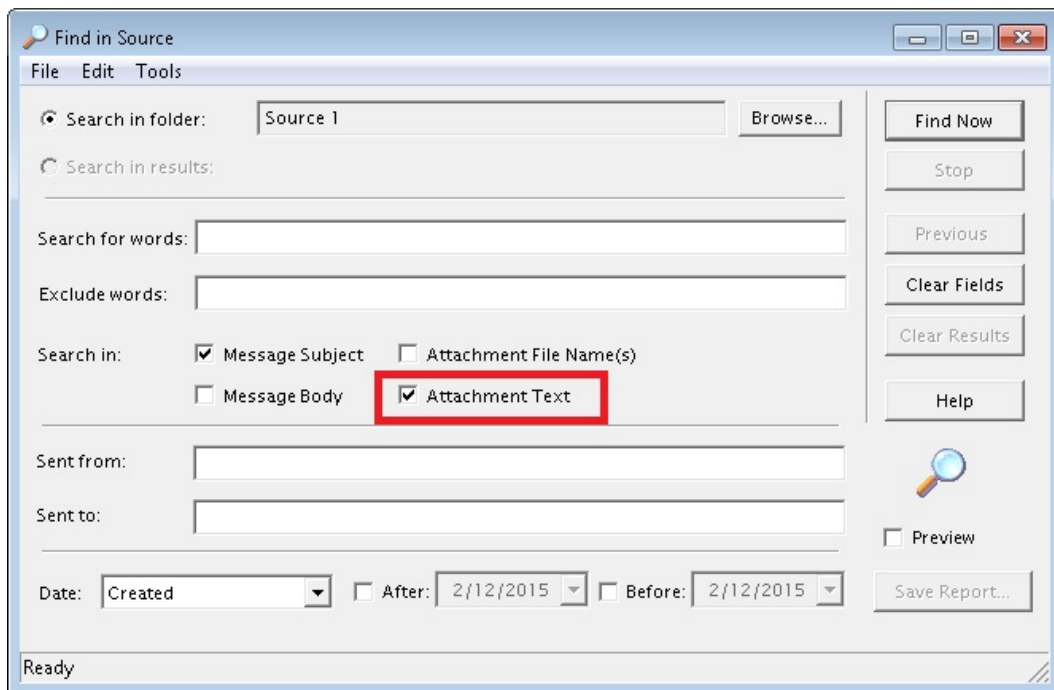 Find in Source
File Edit Tools
Search in folder: Source 1 Browse... Find Now
Search in results: Stop
Search for words: Previous
Exclude words: Clear Fields
Clear Results
Search in: Message Subject Attachment File Name(s)
Message Body Attachment Text Help
Sent from:
Sent to:
Preview
Date: Created After: 2/12/2015 Before: 2/12/2015 Save Report...
Ready